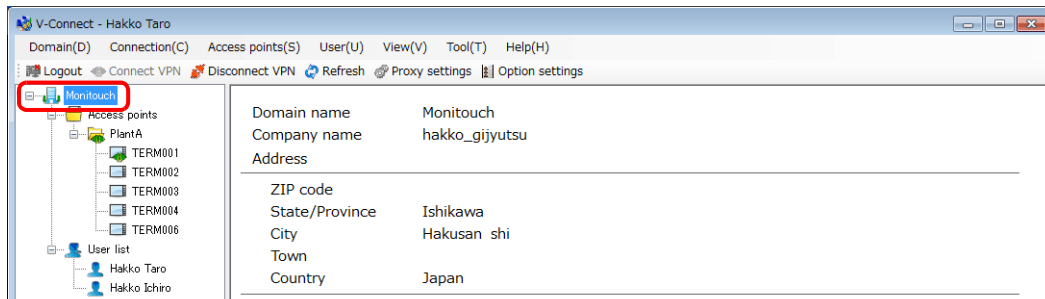 V-Connect - Hakko Taro
Domain(D) Connection(C) Access points(S) User(U) View(V) Tool(T) Help(H)
Logout Connect VPN Disconnect VPN Refresh Proxy settings Option settings
Monitouch
Access points
PlantA
TERM001
TERM002
TERM003
TERM004
TERM006
User list
Hakko Taro
Hakko Ichiro
Domain name Monitouch
Company name hakko_gijyutsu
Address
ZIP code
State/Province Ishikawa
City Hakusan shi
Town
Country Japan